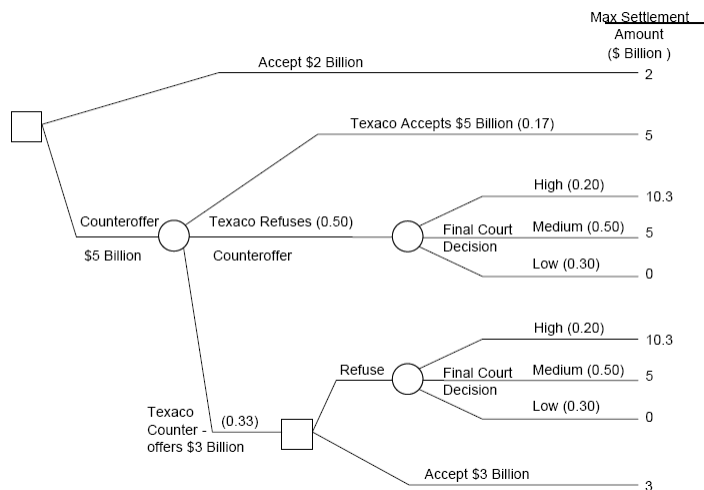 Max Settlement
Amount
($ Billion )
Accept $2 Billion
2
Texaco Accepts $5 Billion (0.17)
5
High (0.20)
10.3
Counteroffer
Texaco Refuses (0.50)
Final Court
Decision
Medium (0.50)
5
$5 Billion
Counteroffer
Low (0.30)
0
High (0.20)
10.3
Refuse
Final Court
Decision
Medium (0.50)
5
Low (0.30)
0
Texaco
Counter -
offers $3 Billion
(0.33)
Accept $3 Billion
3